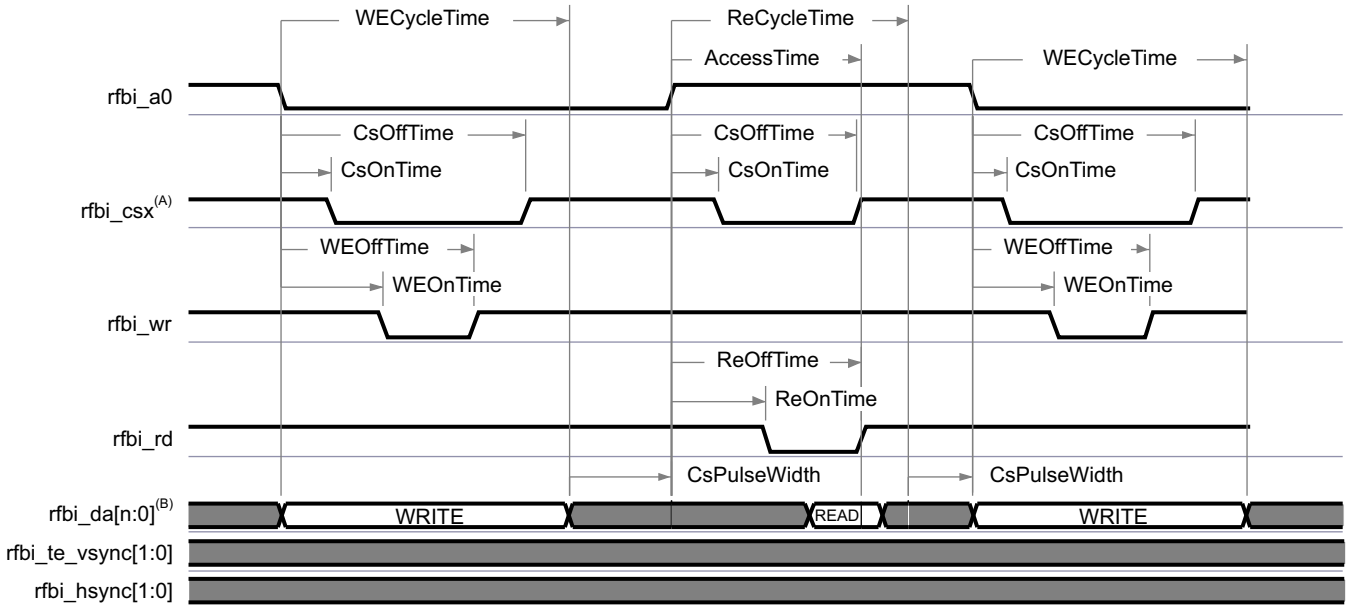 WECycleTime ReCycleTime
AccessTime WECycleTime
rfbi_a0
CsOffTime CsOffTime CsOffTime
CsOnTime CsOnTime CsOnTime
rfbi_csx(A)
WEOffTime WEOffTime
WEOnTime WEOnTime
rfbi_wr
ReOffTime
ReOnTime
rfbi_rd
CsPulseWidth CsPulseWidth
rfbi_da[n:0](B) WRITE READ WRITE
rfbi_te_vsync[1:0]
rfbi_hsync[1:0]